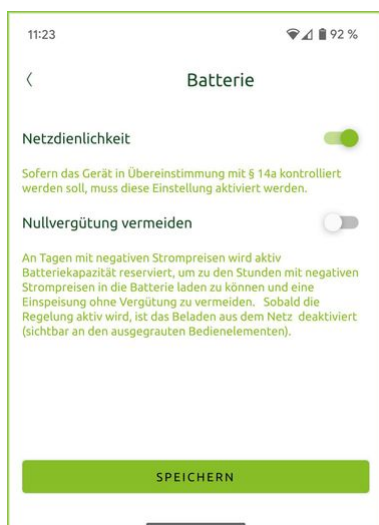 11:23 92 %
Batterie
Netzdienlichkeit
Sofern das Gerät in Übereinstimmung mit § 14a kontrolliert
werden soll, muss diese Einstellung aktiviert werden.
Nullvergütung vermeiden
An Tagen mit negativen Strompreisen wird aktiv
Batteriekapazität reserviert, um zu den Stunden mit negativen
Strompreisen in die Batterie laden zu können und eine
Einspeisung ohne Vergütung zu vermeiden. Sobald die
Regelung aktiv wird, ist das Beladen aus dem Netz deaktiviert
(sichtbar an den ausgegrauten Bedienelementen).
SPEICHERN